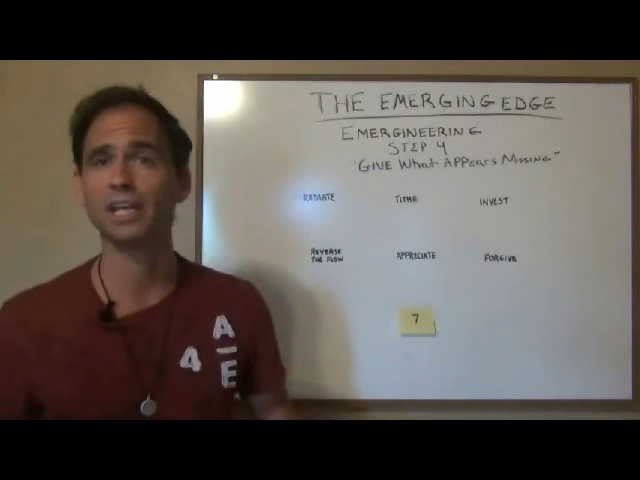 THE EMERGING EDGE
EMERGINEERING
STEP 4
"GIVE WHAT APPEARS MISSING"
RADIATE TITHE INVEST
REVERSE
THE FLOW APPRECIATE FORGIVE
7
A
4 E